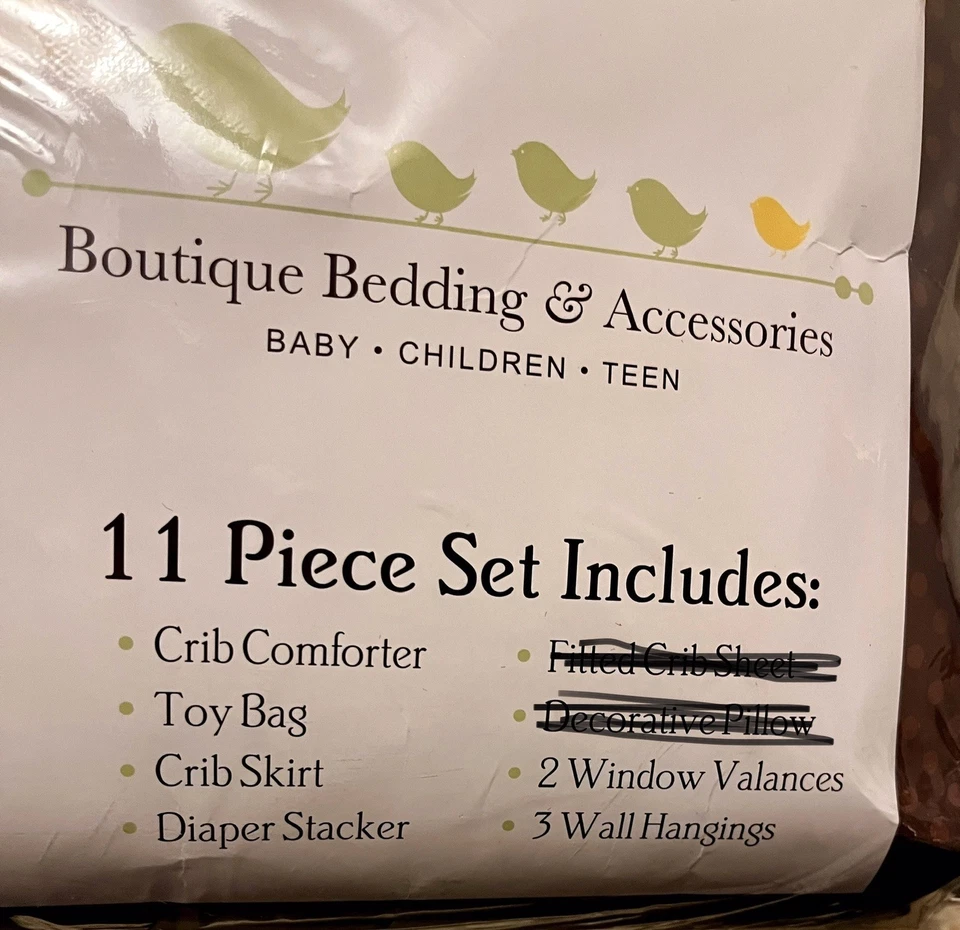 Boutique Bedding & Accessories
BABY • CHILDREN • TEEN
11 Piece Set Includes:
• Crib Comforter
• Toy Bag
• Crib Skirt
• Diaper Stacker
• Fitted Crib Sheet
• Decorative Pillow
• 2 Window Valances
• 3 Wall Hangings